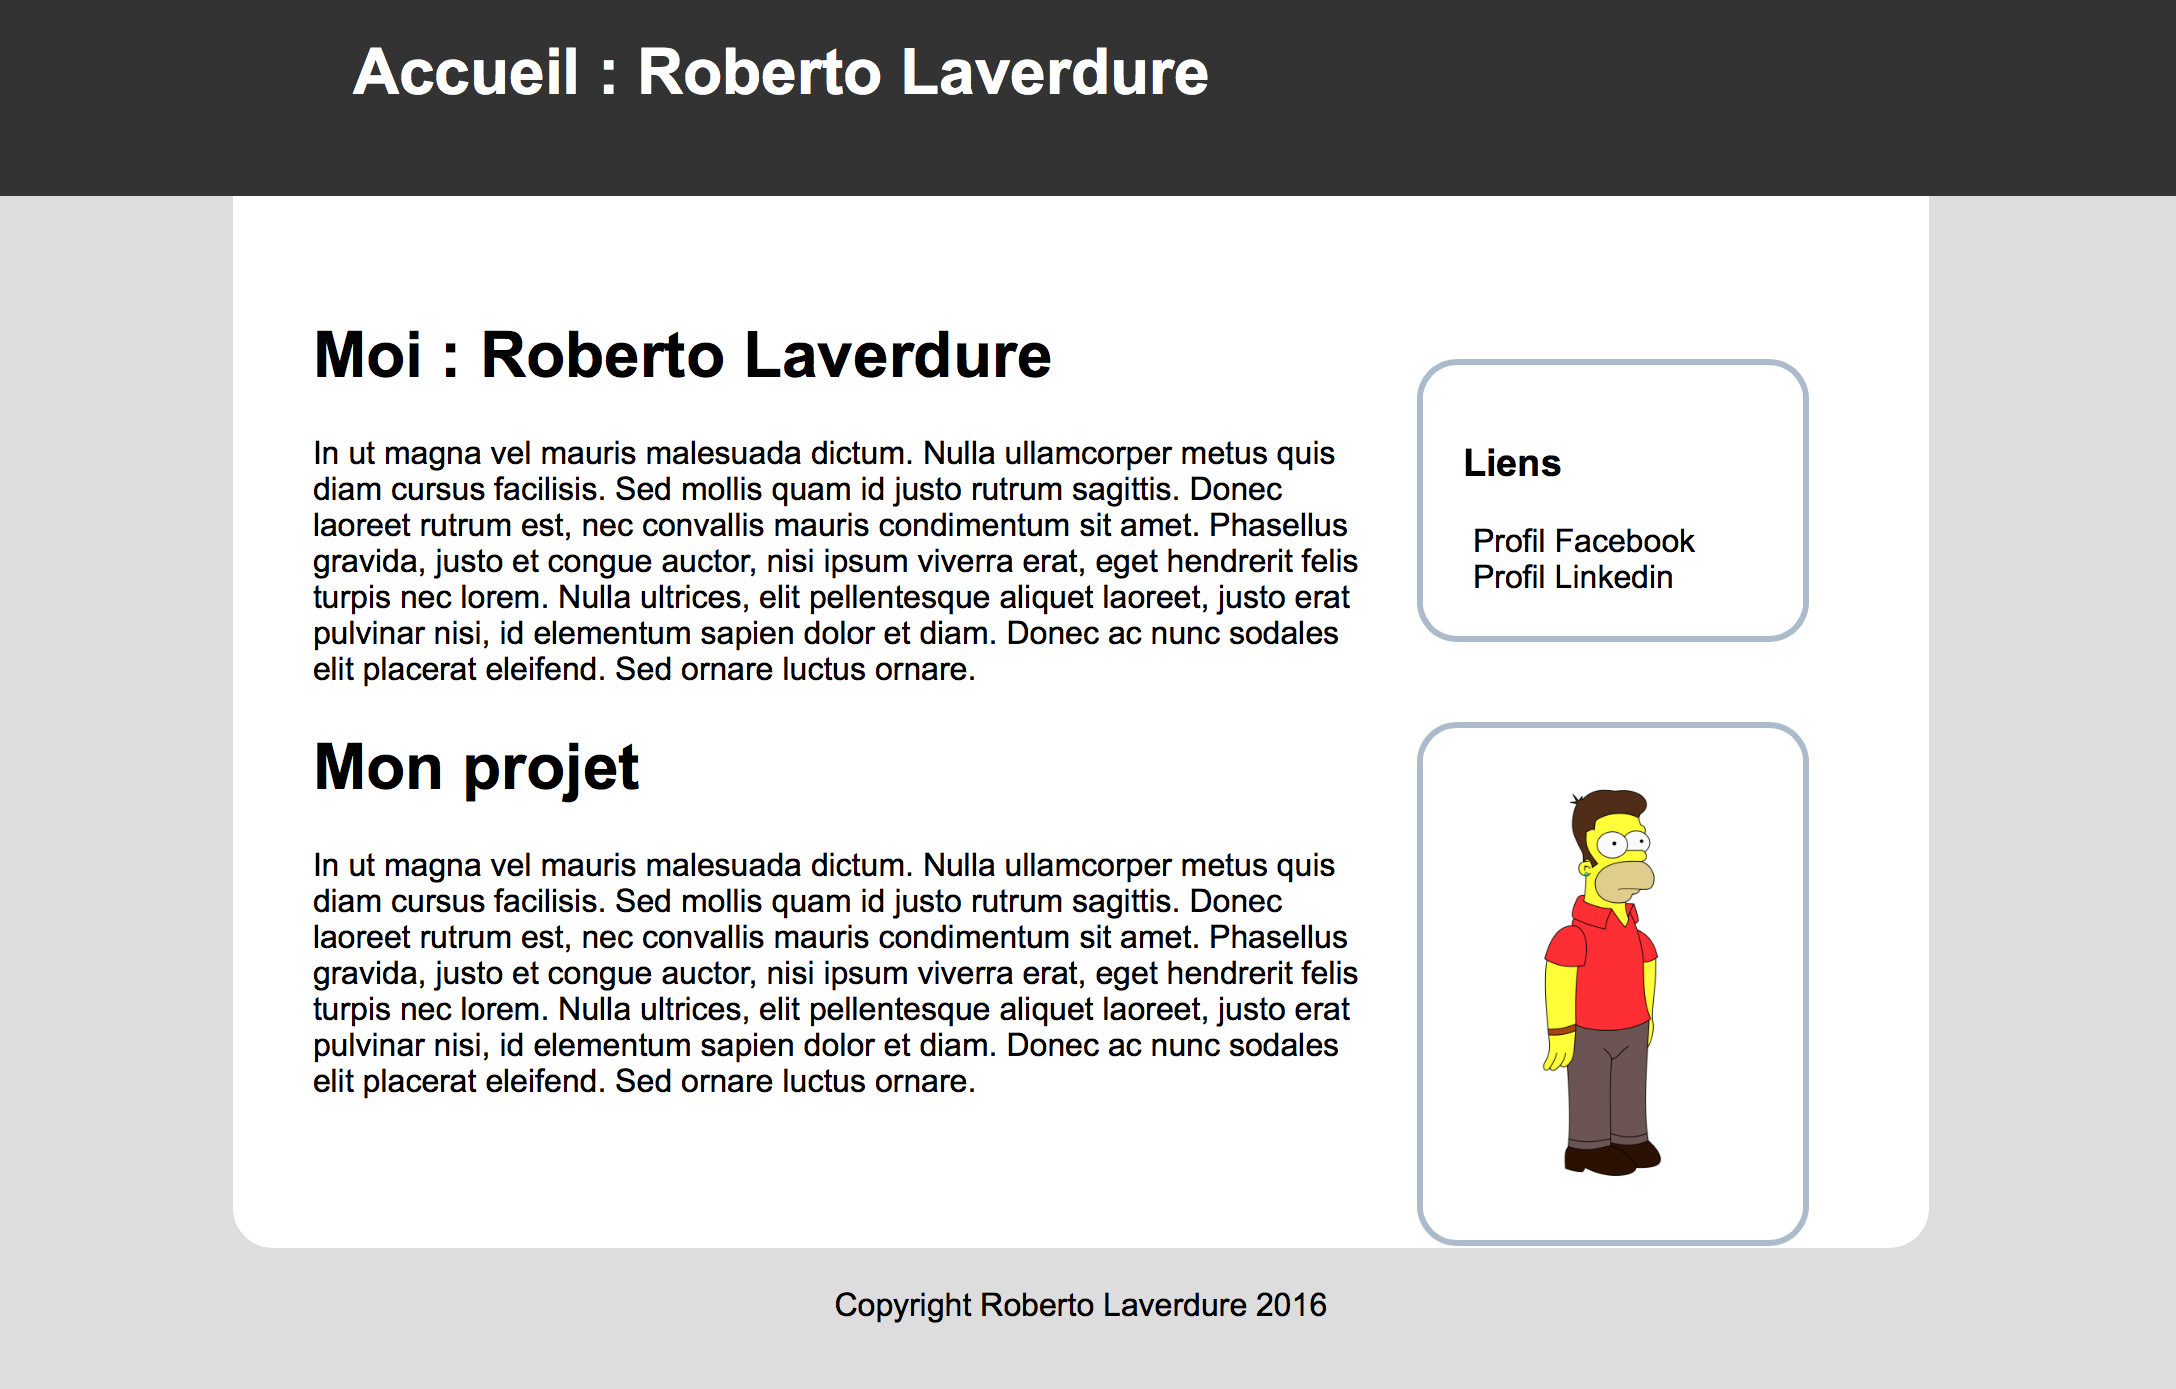 Accueil : Roberto Laverdure
Moi : Roberto Laverdure
In ut magna vel mauris malesuada dictum. Nulla ullamcorper metus quis
diam cursus facilisis. Sed mollis quam id justo rutrum sagittis. Donec
laoreet rutrum est, nec convallis mauris condimentum sit amet. Phasellus
gravida, justo et congue auctor, nisi ipsum viverra erat, eget hendrerit felis
turpis nec lorem. Nulla ultrices, elit pellentesque aliquet laoreet, justo erat
pulvinar nisi, id elementum sapien dolor et diam. Donec ac nunc sodales
elit placerat eleifend. Sed ornare luctus ornare.
Mon projet
In ut magna vel mauris malesuada dictum. Nulla ullamcorper metus quis
diam cursus facilisis. Sed mollis quam id justo rutrum sagittis. Donec
laoreet rutrum est, nec convallis mauris condimentum sit amet. Phasellus
gravida, justo et congue auctor, nisi ipsum viverra erat, eget hendrerit felis
turpis nec lorem. Nulla ultrices, elit pellentesque aliquet laoreet, justo erat
pulvinar nisi, id elementum sapien dolor et diam. Donec ac nunc sodales
elit placerat eleifend. Sed ornare luctus ornare.
Liens
Profil Facebook
Profil Linkedin
Copyright Roberto Laverdure 2016